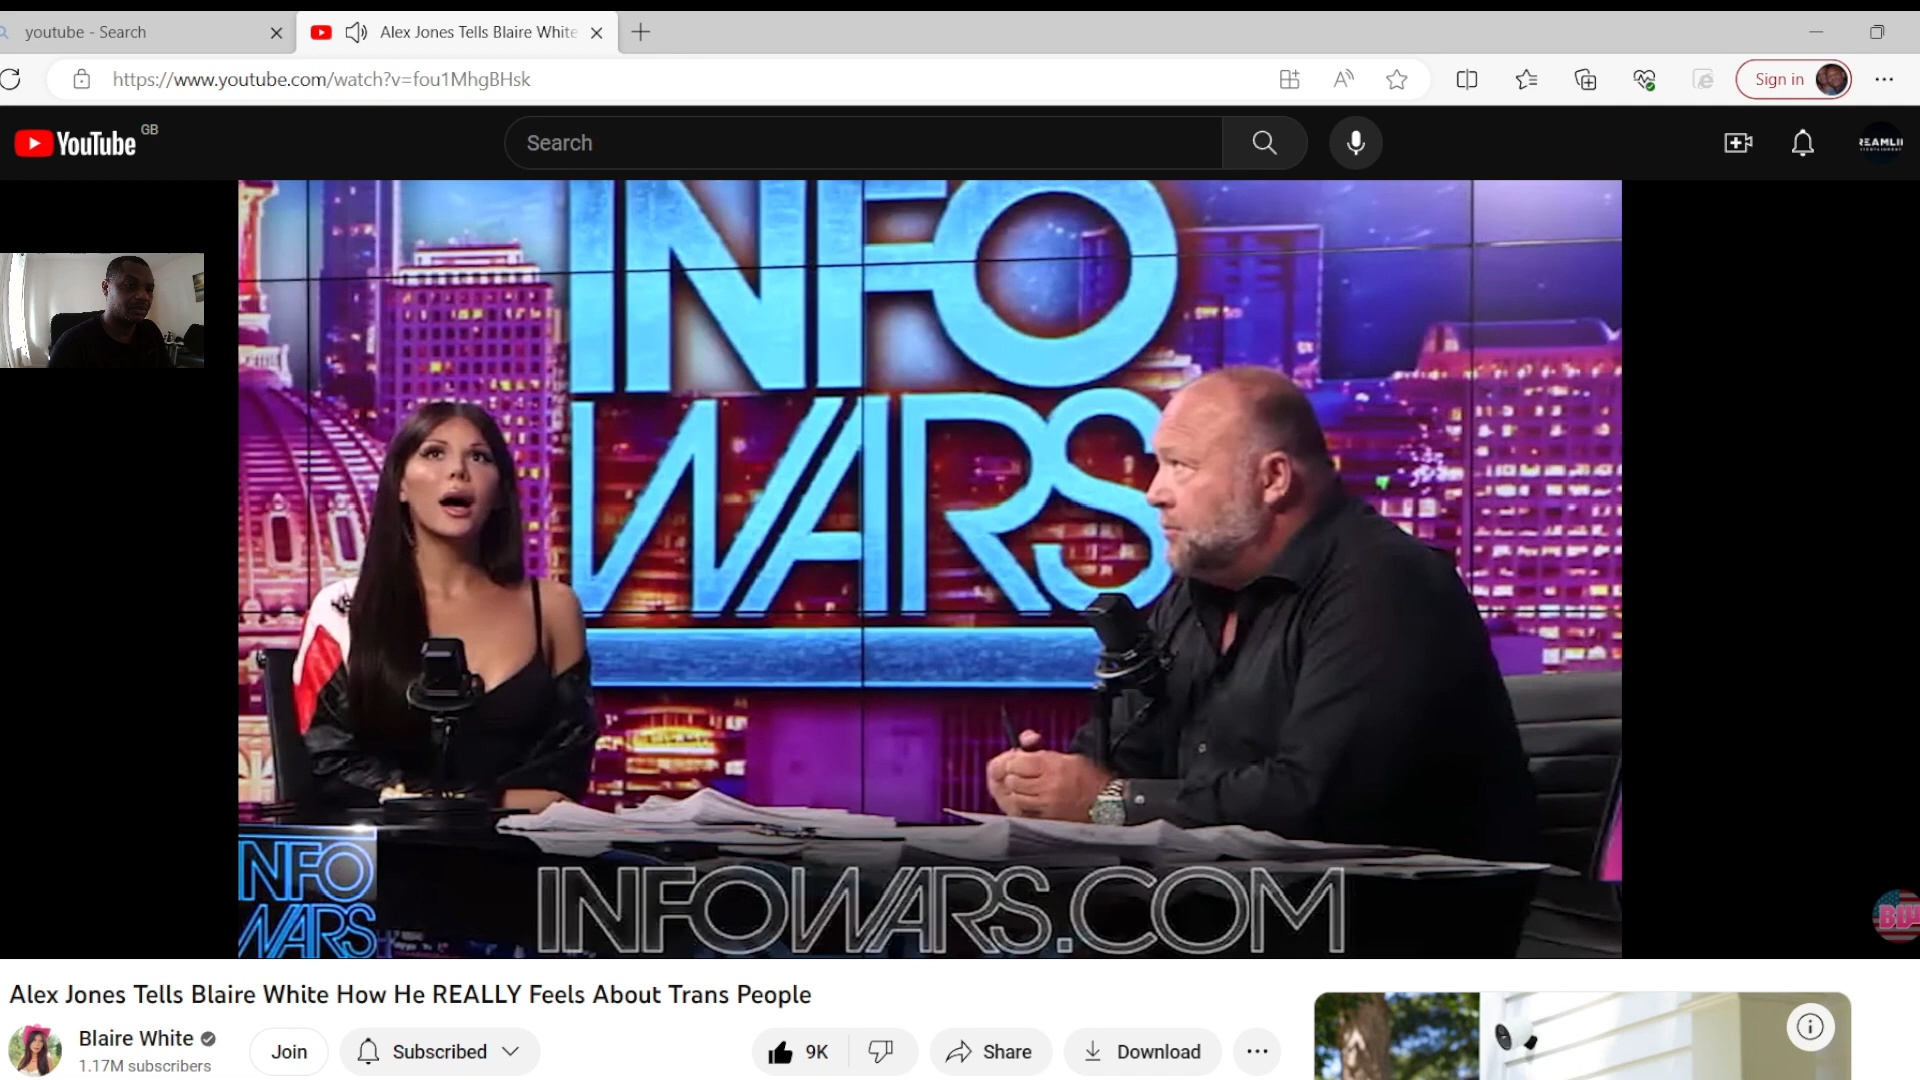 youtube - Search
Alex Jones Tells Blaire White
https://www.youtube.com/watch?v=fou1MhgBHsk
Sign in
YouTube GB
Search
REAMLII
INFO
WARS
INFO
WARS
INFOWARS.COM
BW
Alex Jones Tells Blaire White How He REALLY Feels About Trans People
Blaire White
1.17M subscribers
Join
Subscribed
9K
Share
Download